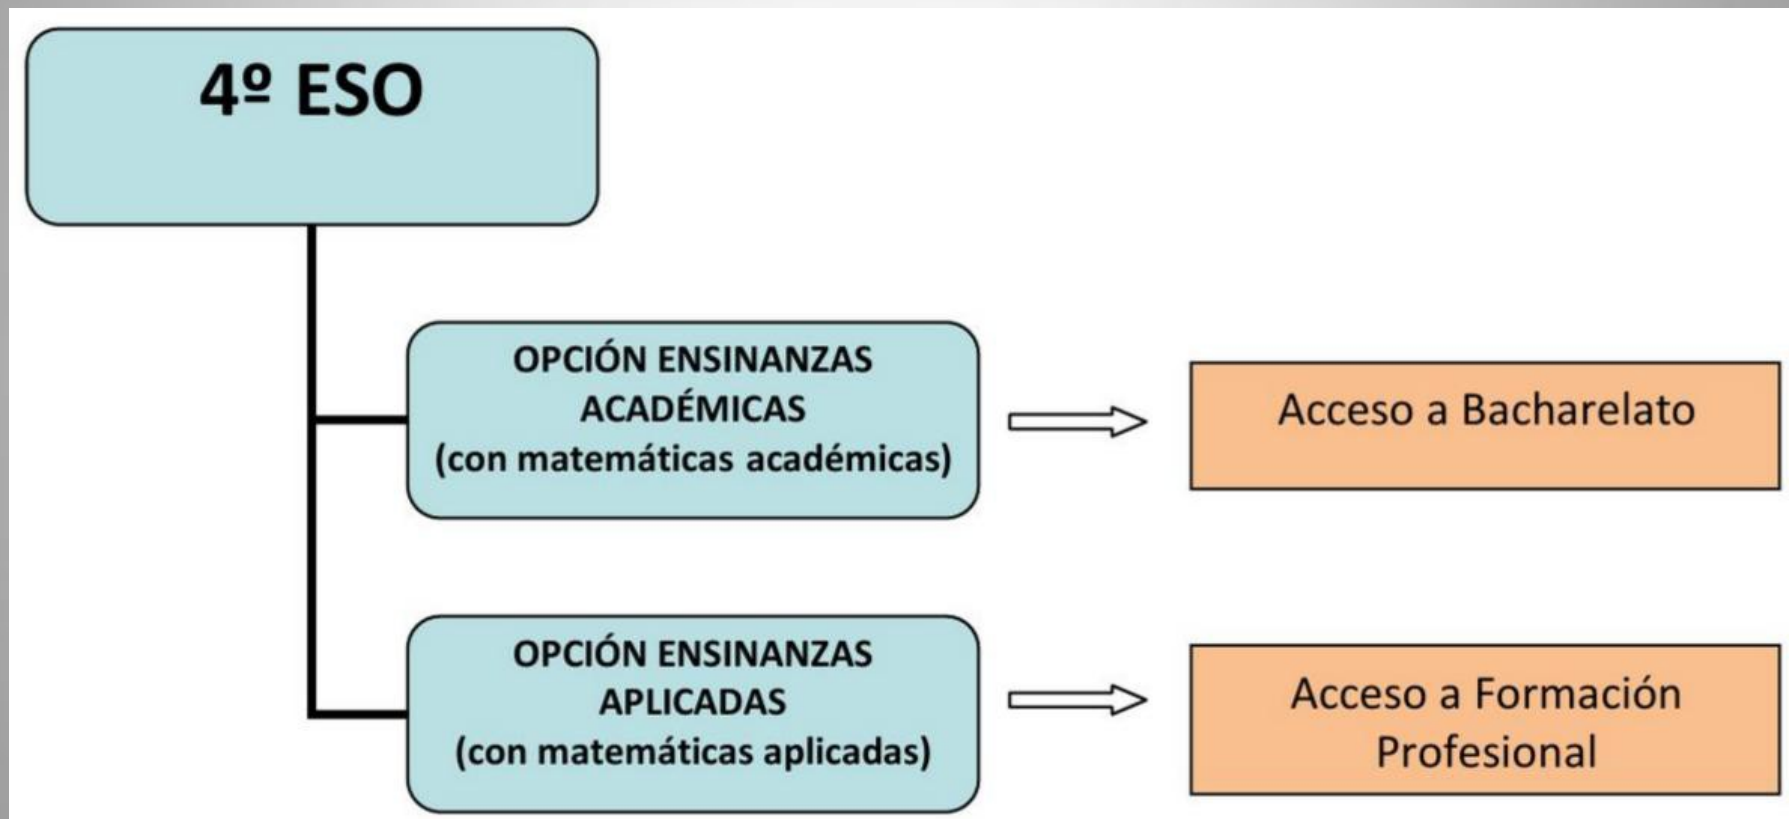 4º ESO
OPCIÓN ENSINANZAS
ACADÉMICAS
(con matemáticas académicas)
Acceso a Bacharelato
OPCIÓN ENSINANZAS
APLICADAS
(con matemáticas aplicadas)
Acceso a Formación
Profesional